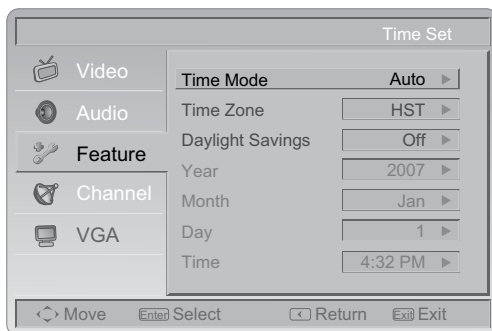 Time Set
Video
Audio
Feature
Channel
VGA
Time Mode Auto
Time Zone HST
Daylight Savings Off
Year 2007
Month Jan
Day 1
Time 4:32 PM
Move Enter Select Return Exit Exit